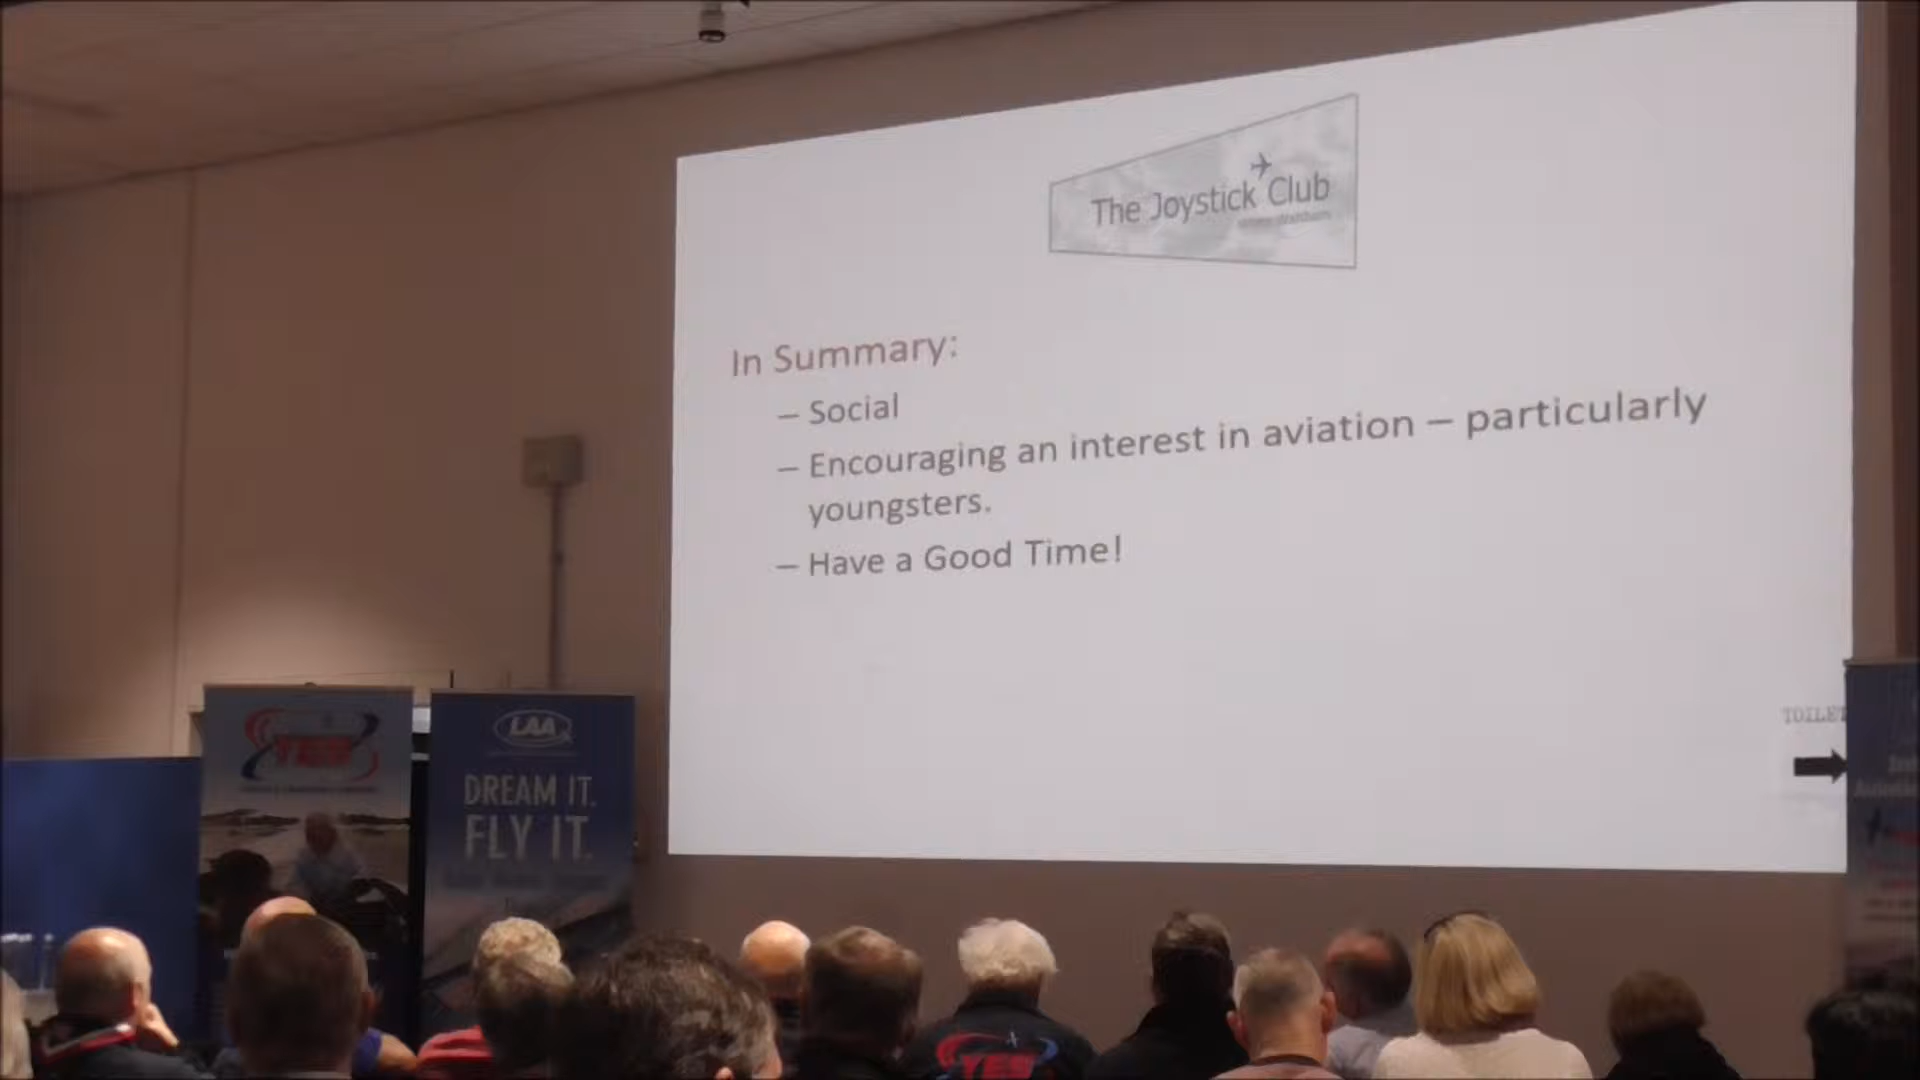 The Joystick Club
In Summary:
– Social
– Encouraging an interest in aviation – particularly
youngsters.
– Have a Good Time!
TOILET
YES
LAA
DREAM IT.
FLY IT.
YES